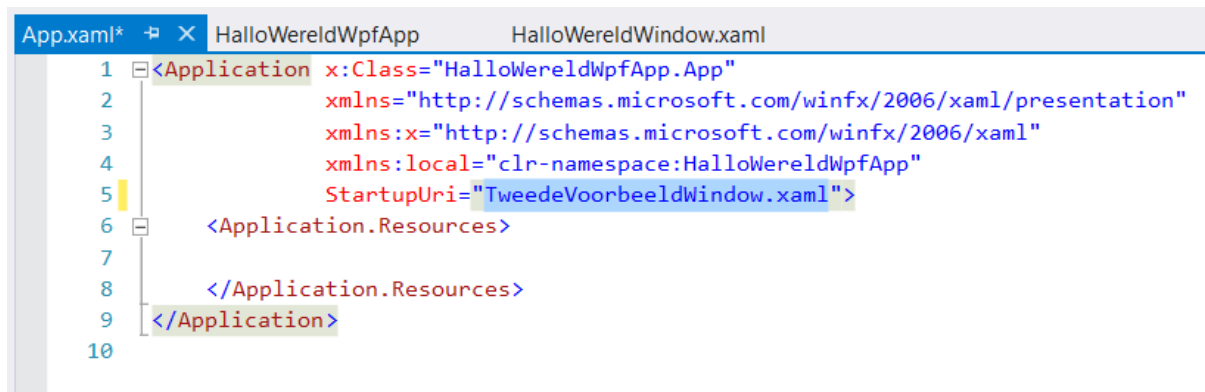 App.xaml* HalloWereldWpfApp HalloWereldWindow.xaml
1 <Application x:Class="HalloWereldWpfApp.App"
2 xmlns="http://schemas.microsoft.com/winfx/2006/xaml/presentation"
3 xmlns:x="http://schemas.microsoft.com/winfx/2006/xaml"
4 xmlns:local="clr-namespace:HalloWereldWpfApp"
5 StartupUri="TweedeVoorbeeldWindow.xaml">
6 <Application.Resources>
7
8 </Application.Resources>
9 </Application>
10